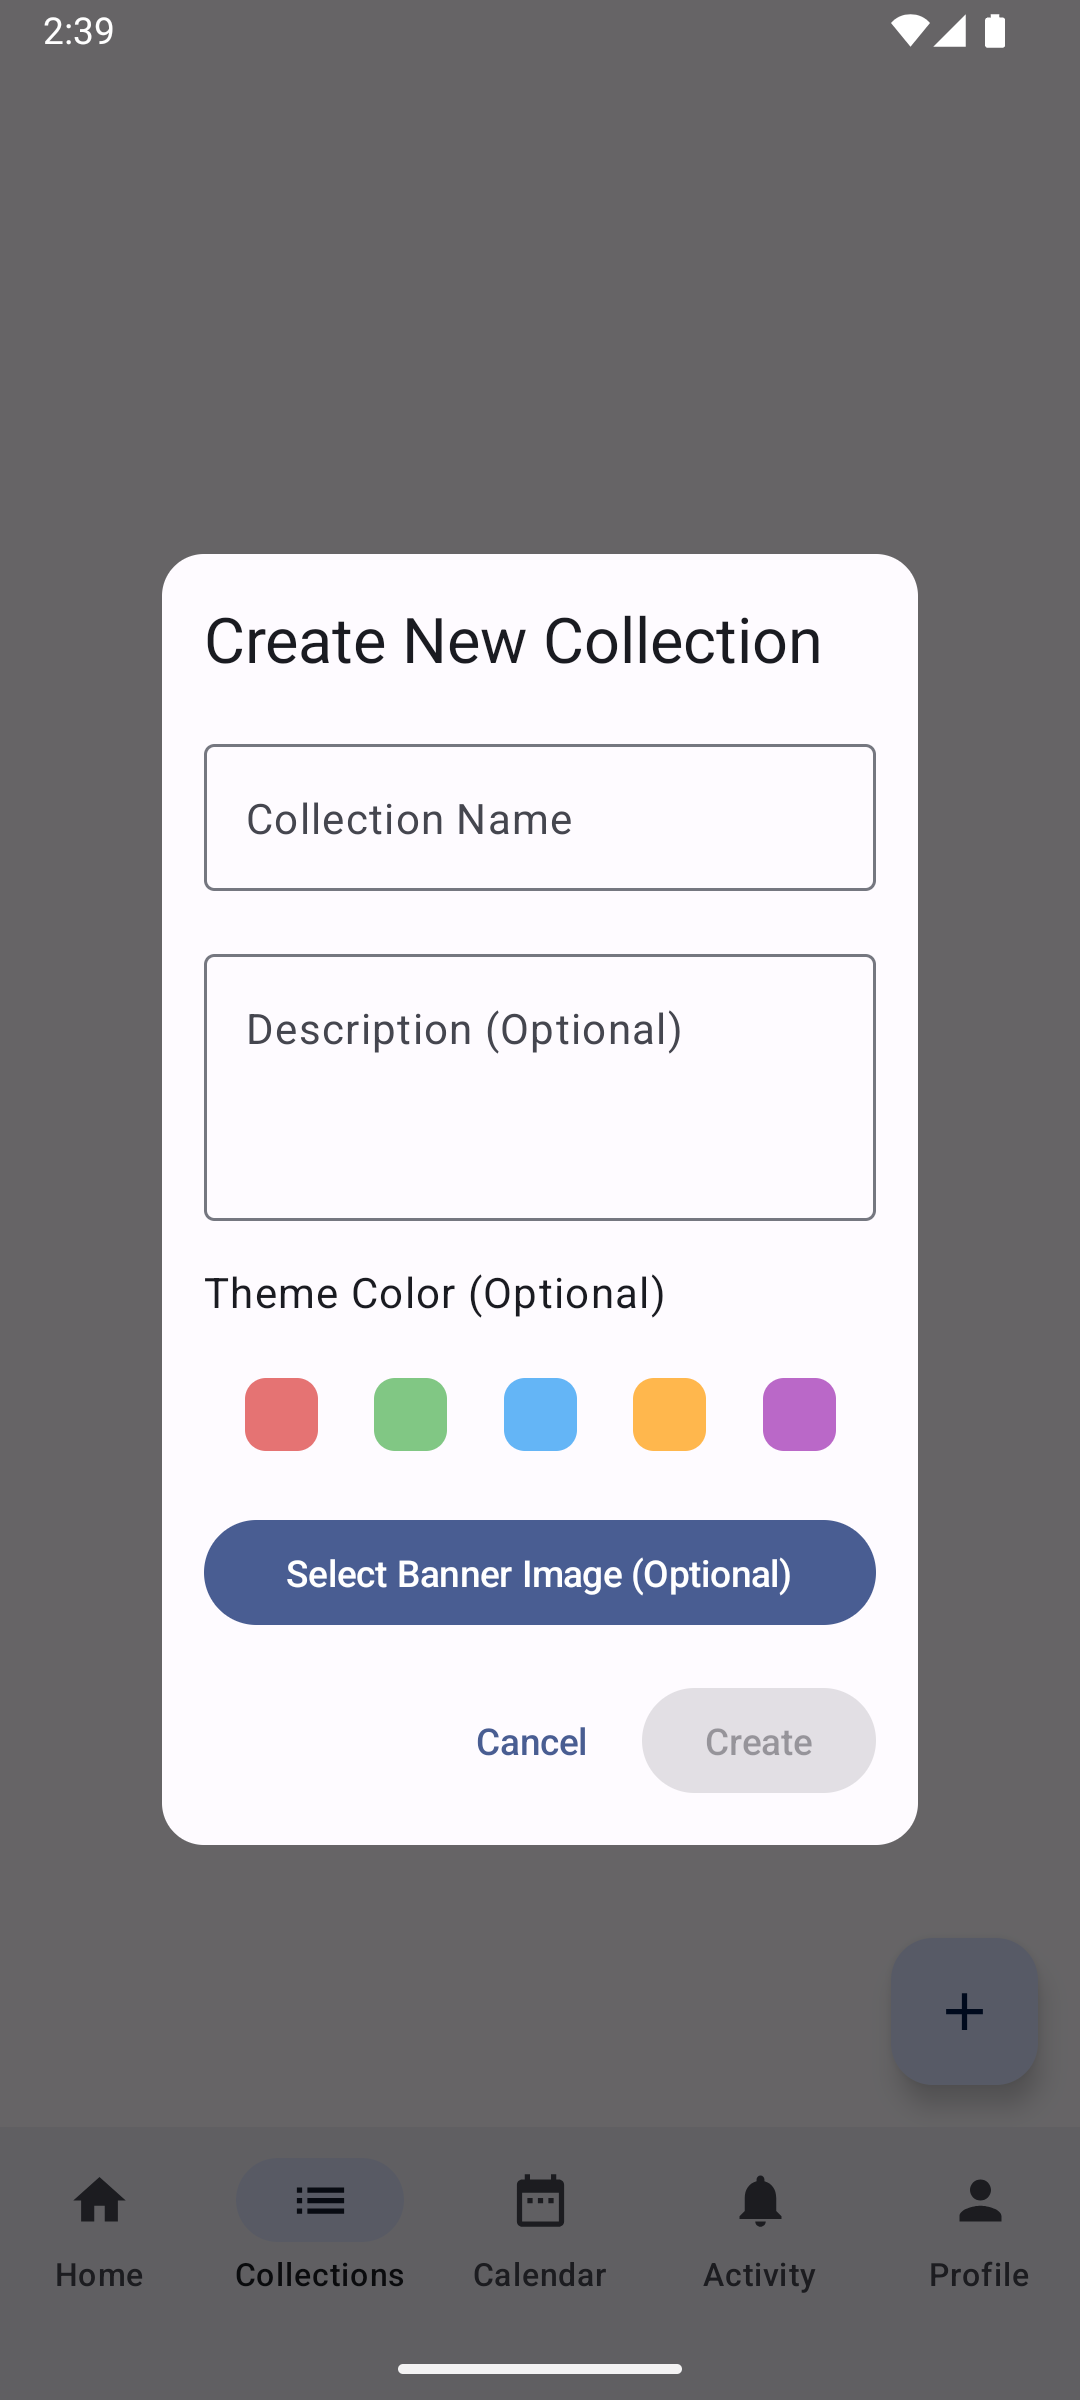 2:39
Create New Collection
Collection Name
Description (Optional)
Theme Color (Optional)
Select Banner Image (Optional)
Cancel
Create
Home
Collections
Calendar
Activity
Profile